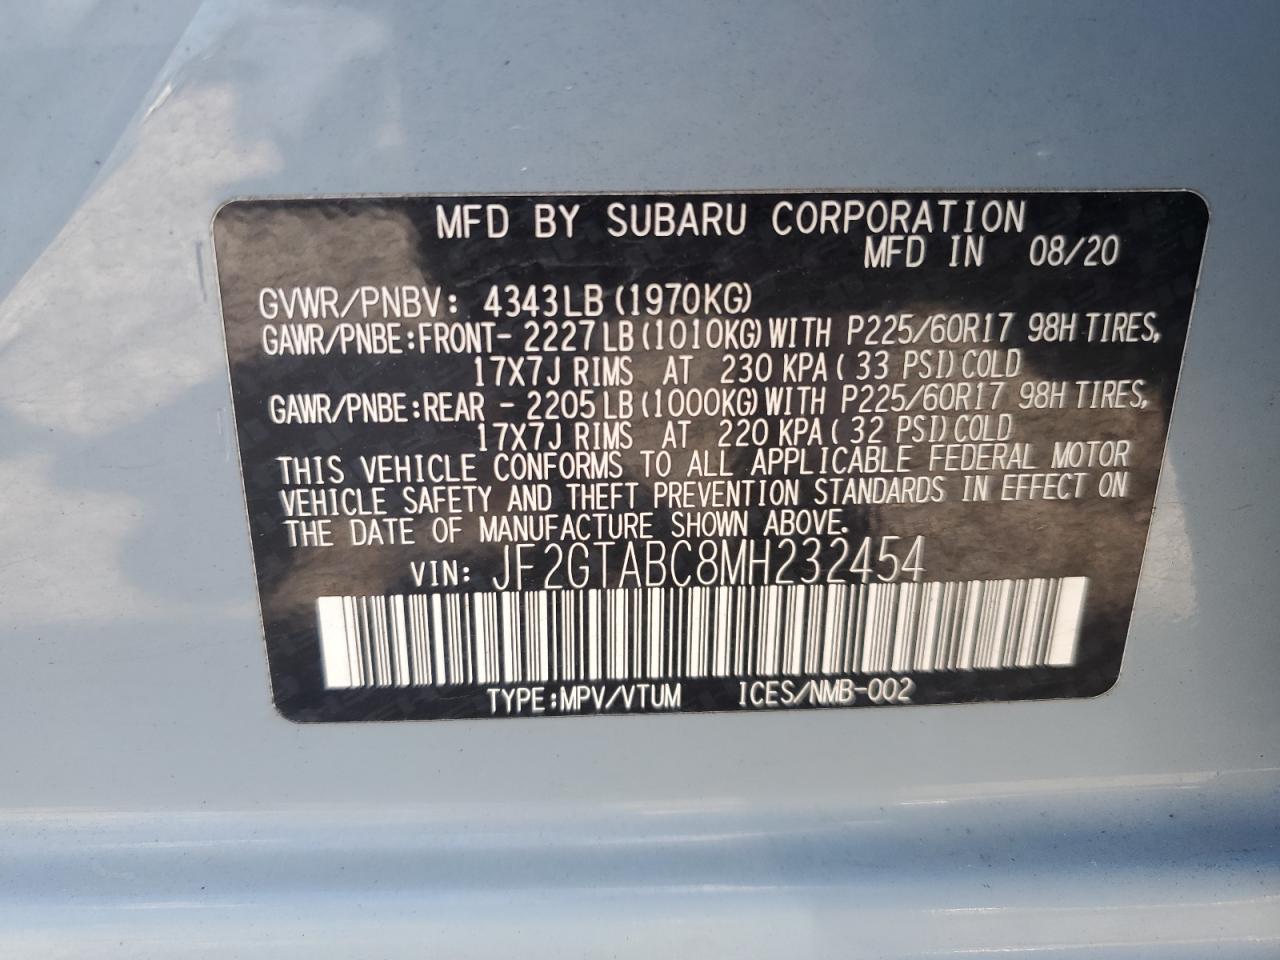 MFD BY SUBARU CORPORATION
MFD IN 08/20
GVWR/PNBV: 4343LB (1970KG)
GAWR/PNBE:FRONT- 2227LB(1010KG)WITH P225/60R17 98H TIRES,
17X7J RIMS AT 230 KPA( 33 PSI)COLD
GAWR/PNBE:REAR - 2205LB(1000KG)WITH P225/60R17 98H TIRES,
17X7J RIMS AT 220 KPA( 32 PSI)COLD
THIS VEHICLE CONFORMS TO ALL APPLICABLE FEDERAL MOTOR
VEHICLE SAFETY AND THEFT PREVENTION STANDARDS IN EFFECT ON
THE DATE OF MANUFACTURE SHOWN ABOVE.
VIN: JF2GTABC8MH232454
TYPE:MPV/VTUM ICES/NMB-002